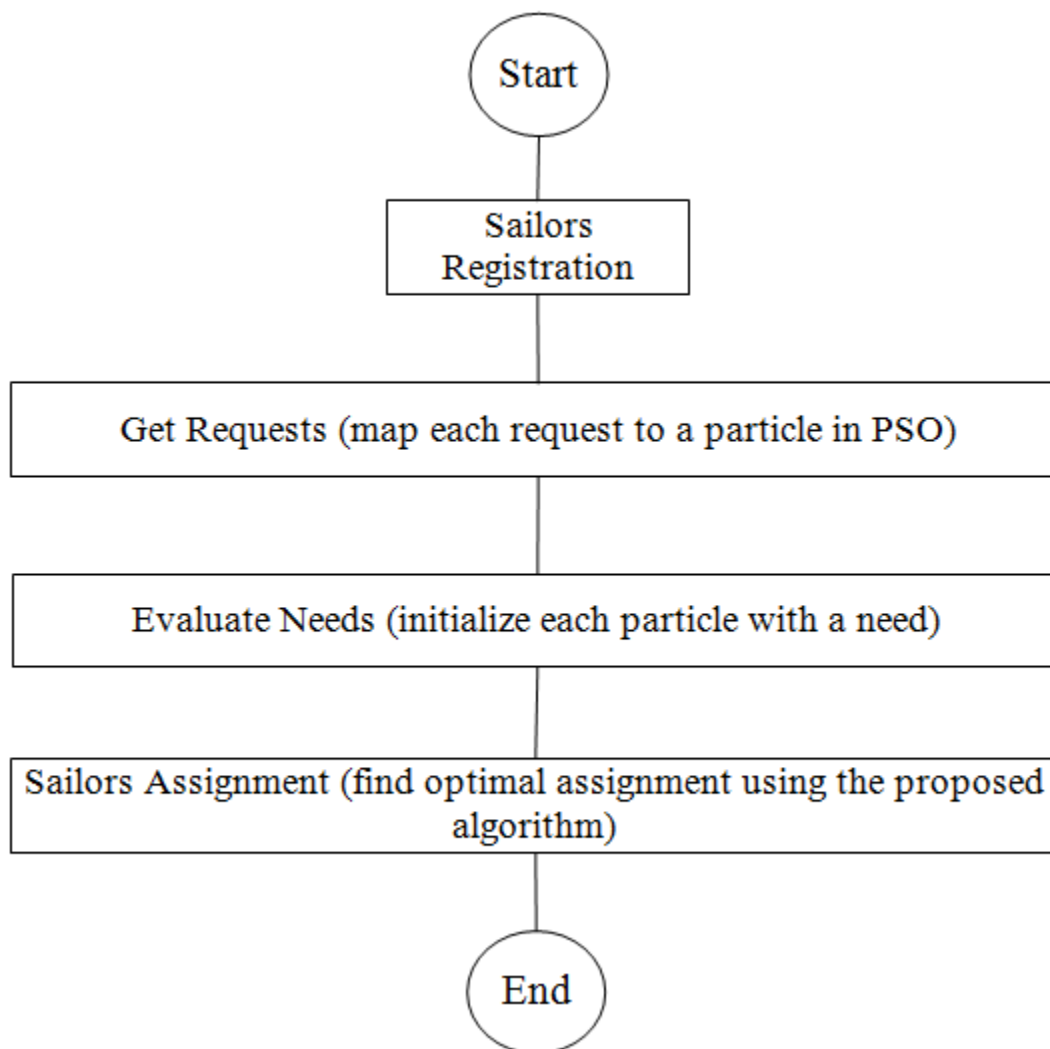 Start
Sailors
Registration
Get Requests (map each request to a particle in PSO)
Evaluate Needs (initialize each particle with a need)
Sailors Assignment (find optimal assignment using the proposed
algorithm)
End